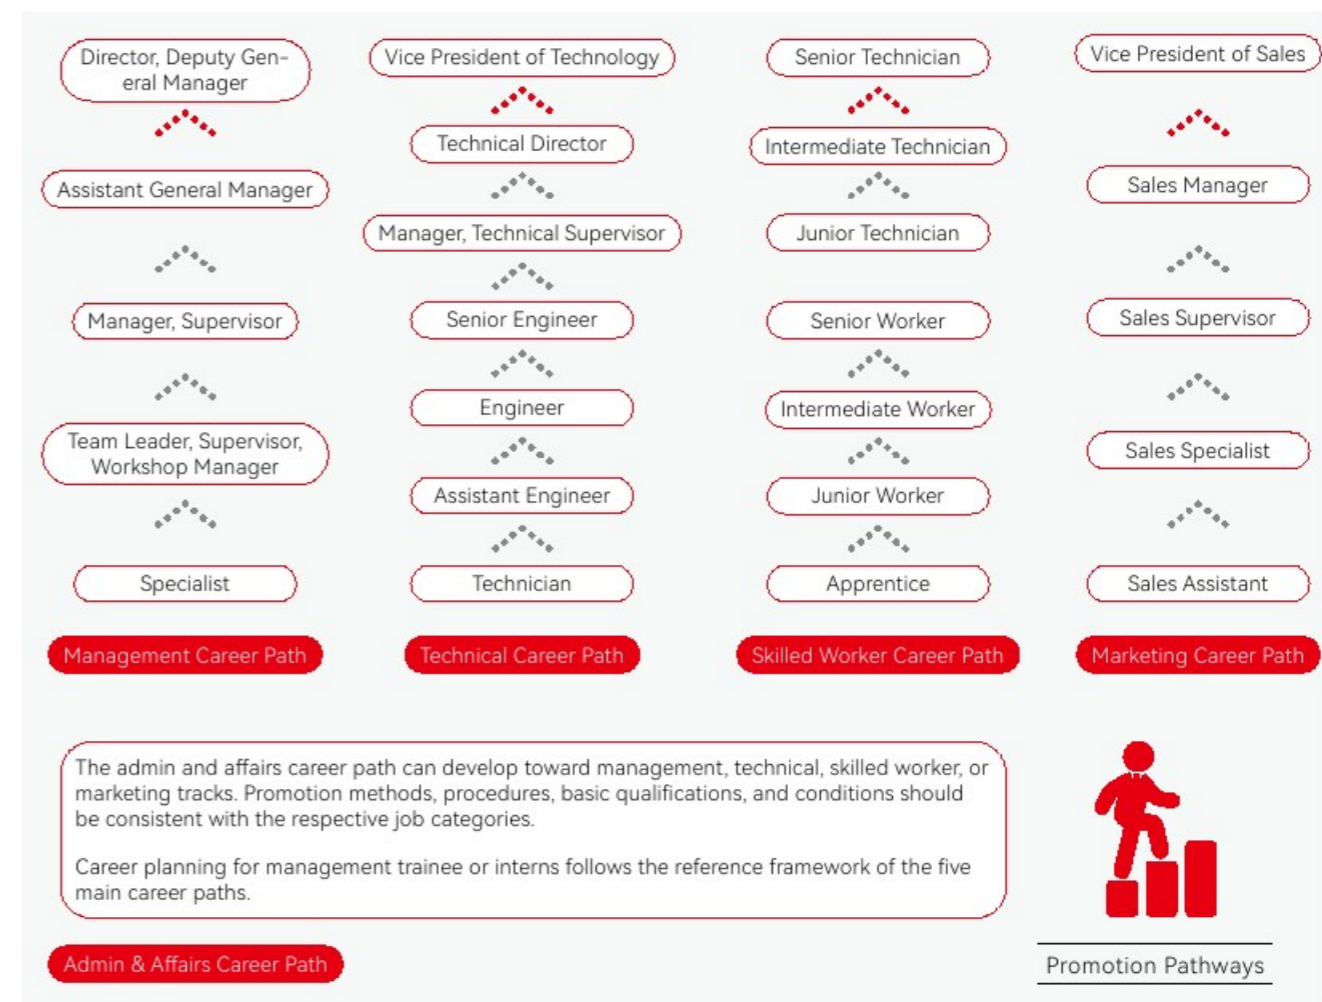 Director, Deputy Gen-
eral Manager
Assistant General Manager
Manager, Supervisor
Team Leader, Supervisor,
Workshop Manager
Specialist
Management Career Path
Vice President of Technology
Technical Director
Manager, Technical Supervisor
Senior Engineer
Engineer
Assistant Engineer
Technician
Technical Career Path
Senior Technician
Intermediate Technician
Junior Technician
Senior Worker
Intermediate Worker
Junior Worker
Apprentice
Skilled Worker Career Path
Vice President of Sales
Sales Manager
Sales Supervisor
Sales Specialist
Sales Assistant
Marketing Career Path
The admin and affairs career path can develop toward management, technical, skilled worker, or
marketing tracks. Promotion methods, procedures, basic qualifications, and conditions should
be consistent with the respective job categories.
Career planning for management trainee or interns follows the reference framework of the five
main career paths.
Admin & Affairs Career Path
Promotion Pathways